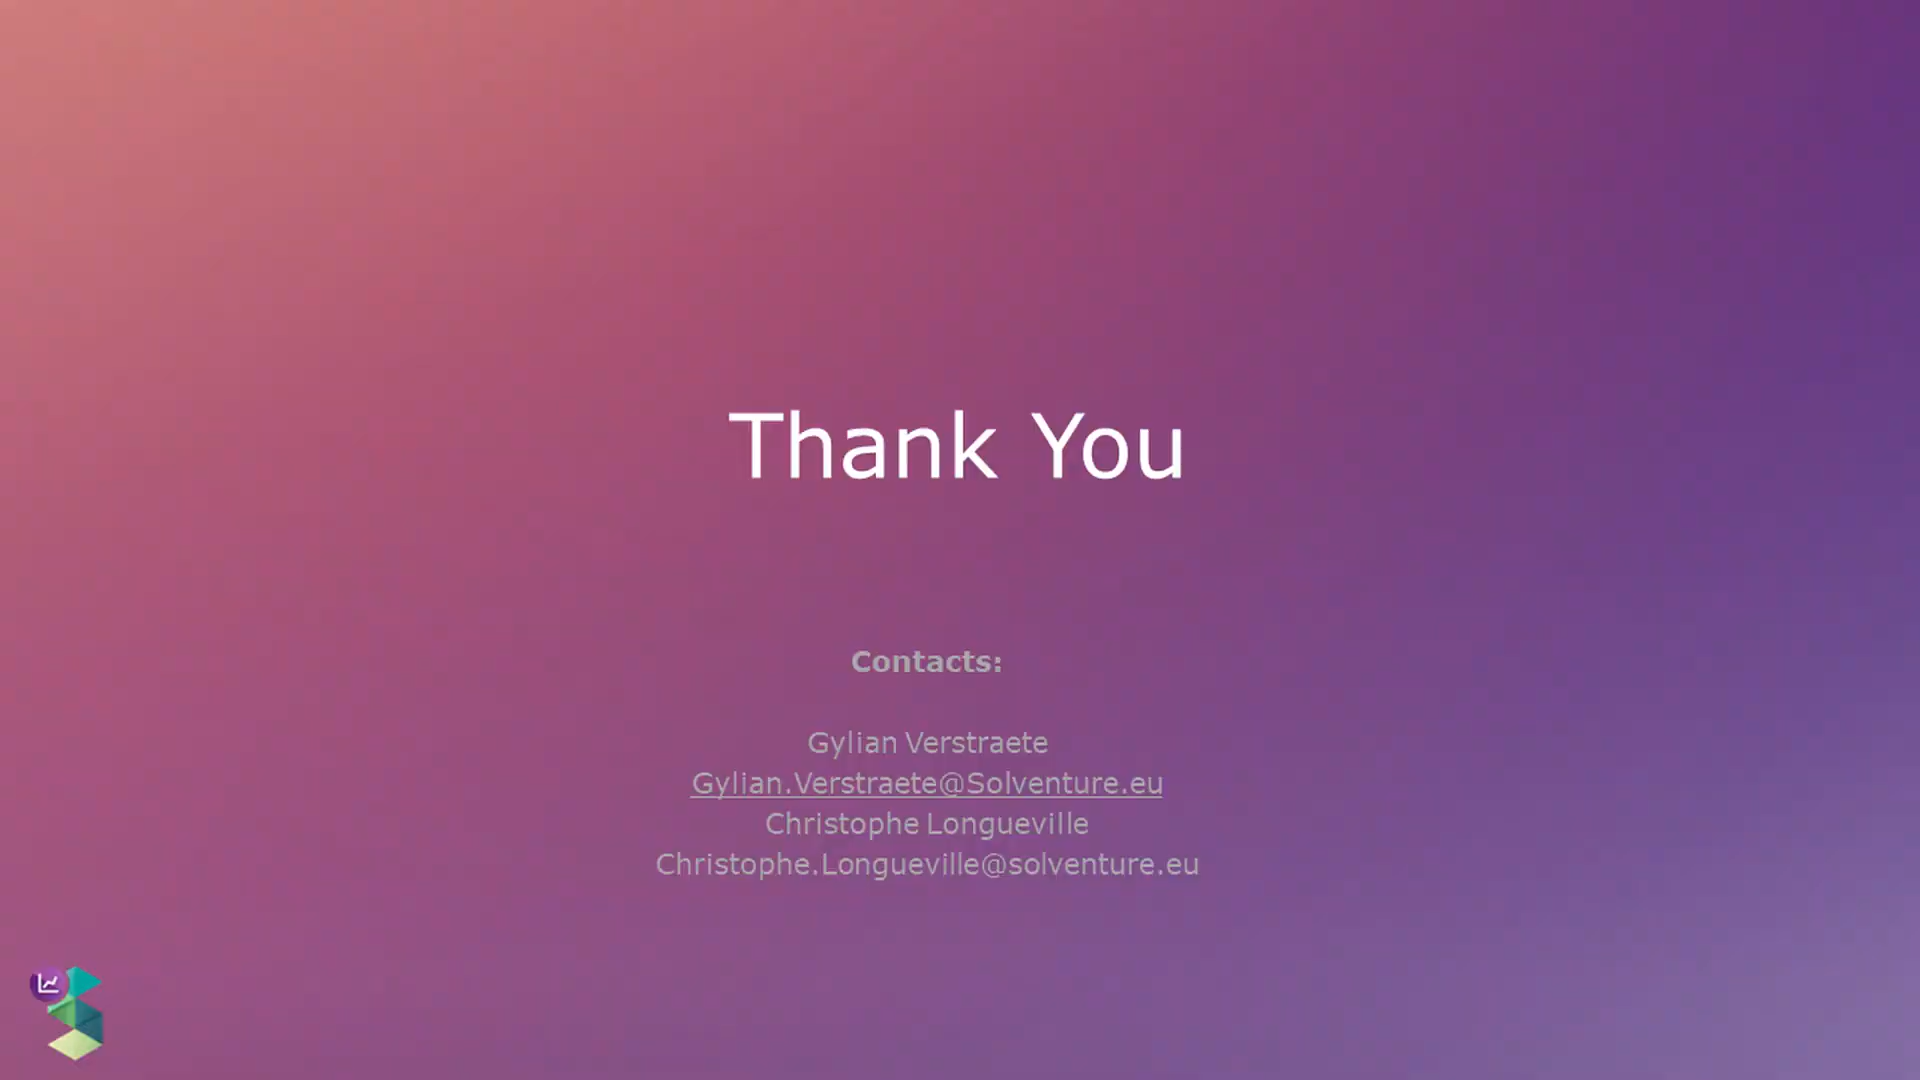 Thank You
Contacts:
Gylian Verstraete
Gylian.Verstraete@Solventure.eu
Christophe Longueville
Christophe.Longueville@solventure.eu